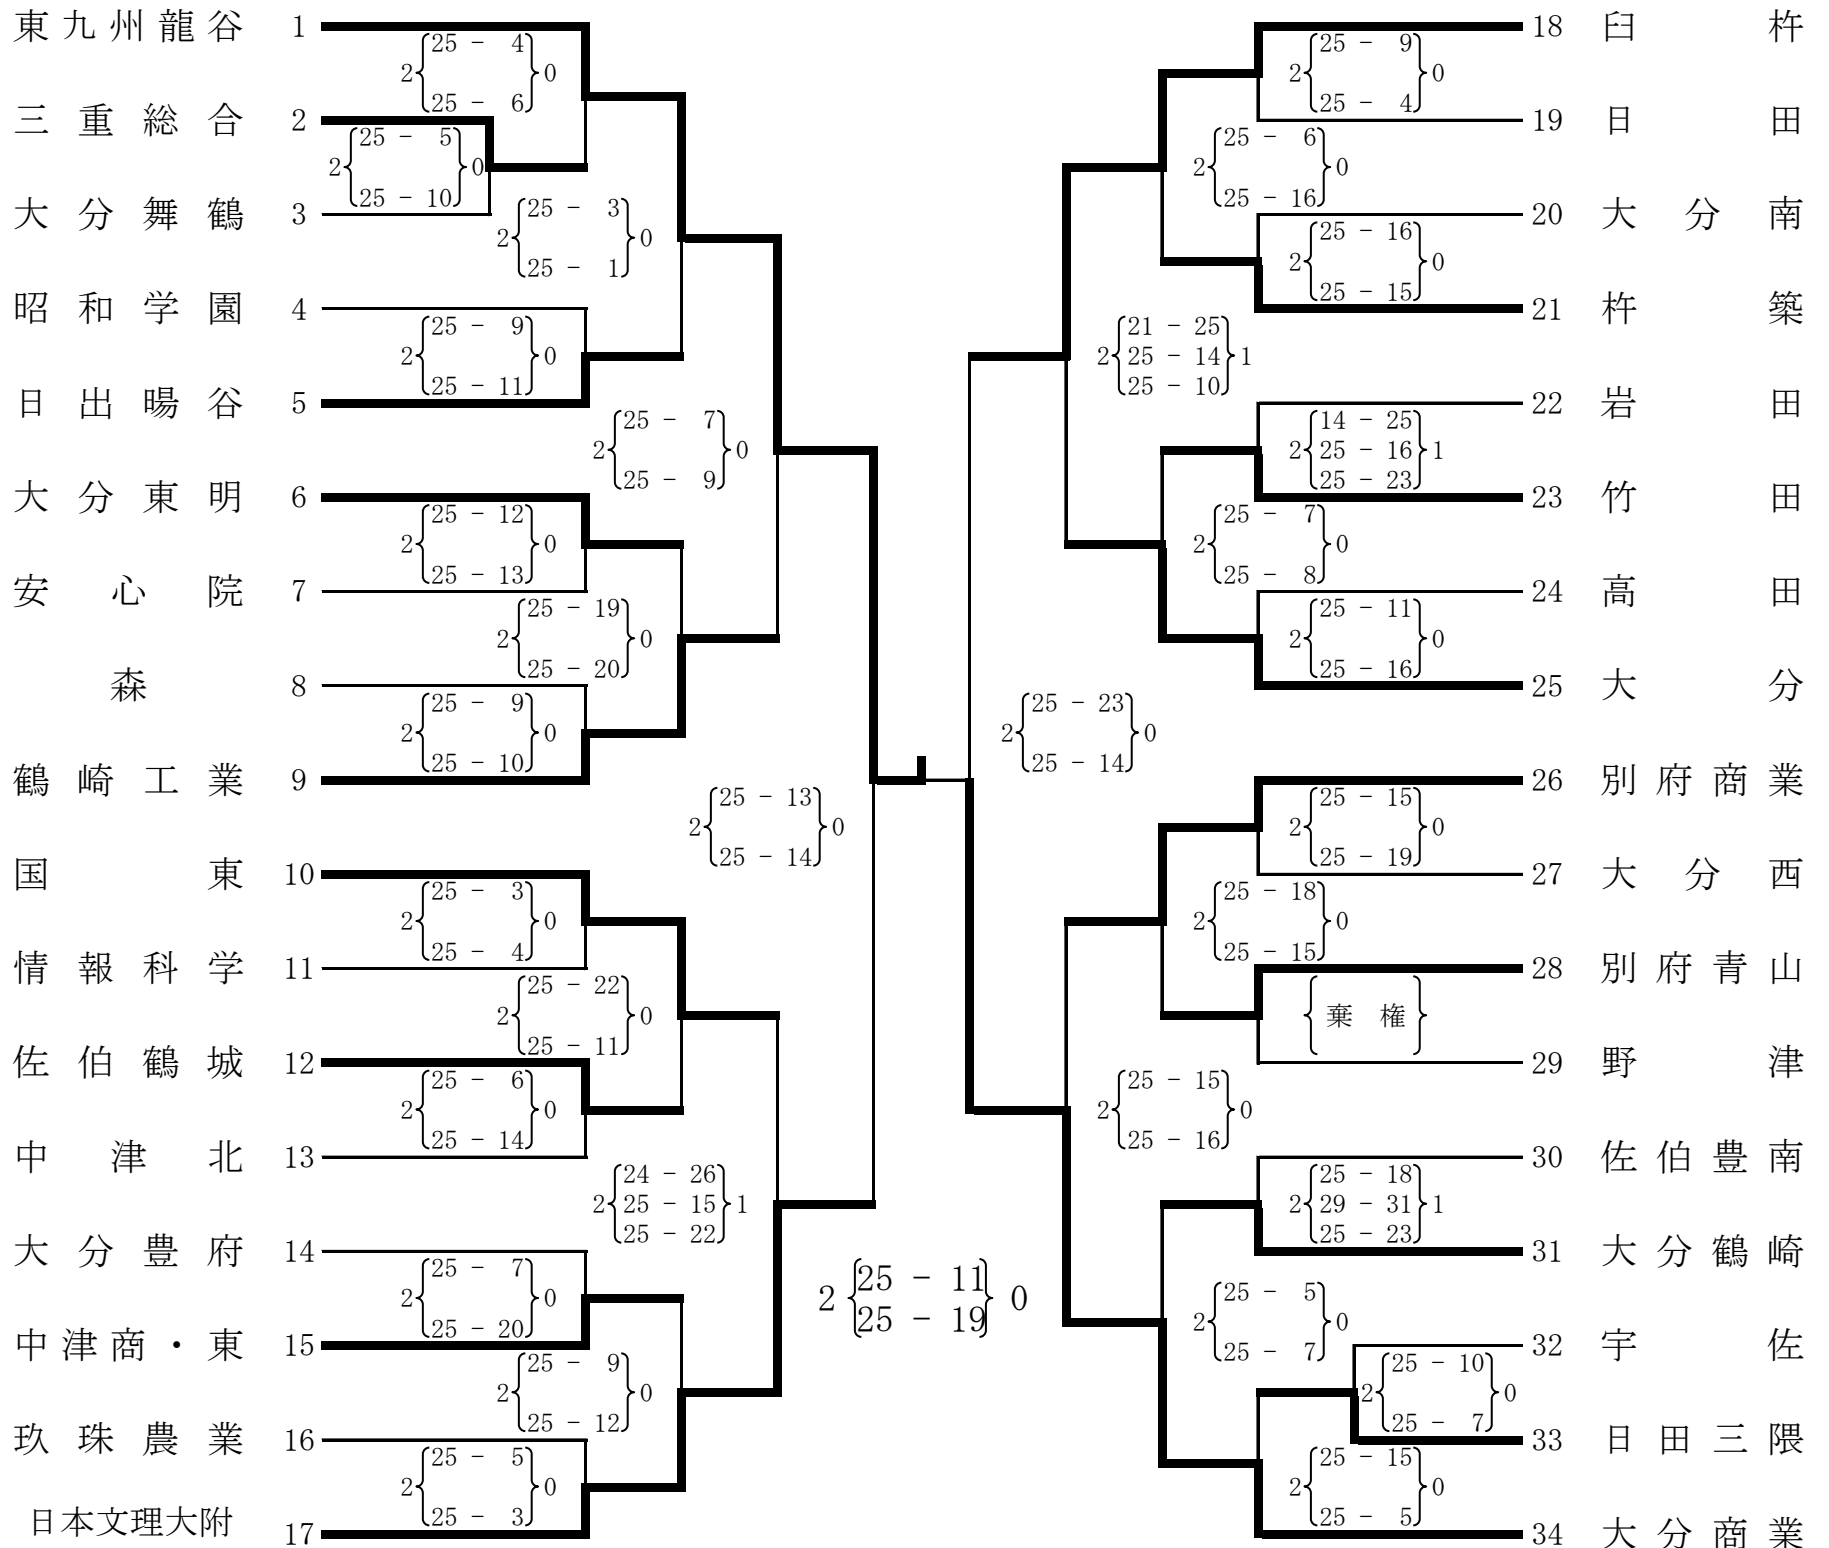 東九州龍谷 1
2 25 - 4 0
25 - 6
三重総合 2
2 25 - 5 0
25 - 10
大分舞鶴 3
2 25 - 3 0
25 - 1
昭和学園 4
2 25 - 9 0
25 - 11
日出暘谷 5
2 25 - 7 0
25 - 9
大分東明 6
2 25 - 12 0
25 - 13
安心院 7
2 25 - 19 0
25 - 20
森 8
2 25 - 9 0
25 - 10
鶴崎工業 9
2 25 - 13 0
25 - 14
国東 10
2 25 - 3 0
25 - 4
情報科学 11
2 25 - 22 0
25 - 11
佐伯鶴城 12
2 25 - 6 0
25 - 14
中津北 13
24 - 26
2 25 - 15 1
25 - 22
大分豊府 14
2 25 - 7 0
25 - 20
中津商・東 15
2 25 - 9 0
25 - 12
玖珠農業 16
2 25 - 5 0
25 - 3
日本文理大附 17
2 25 - 11 0
25 - 19
18 臼杵
2 25 - 9 0
25 - 4
19 日田
2 25 - 6 0
25 - 16
20 大分南
2 25 - 16 0
25 - 15
21 杵築
21 - 25
2 25 - 14 1
25 - 10
22 岩田
14 - 25
2 25 - 16 1
25 - 23
23 竹田
2 25 - 7 0
25 - 8
24 高田
2 25 - 11 0
25 - 16
25 大分
2 25 - 23 0
25 - 14
26 別府商業
2 25 - 15 0
25 - 19
27 大分西
2 25 - 18 0
25 - 15
28 別府青山
棄権
29 野津
2 25 - 15 0
25 - 16
30 佐伯豊南
25 - 18
2 29 - 31 1
25 - 23
31 大分鶴崎
2 25 - 5 0
25 - 7
32 宇佐
2 25 - 10 0
25 - 7
33 日田三隈
2 25 - 15 0
25 - 5
34 大分商業